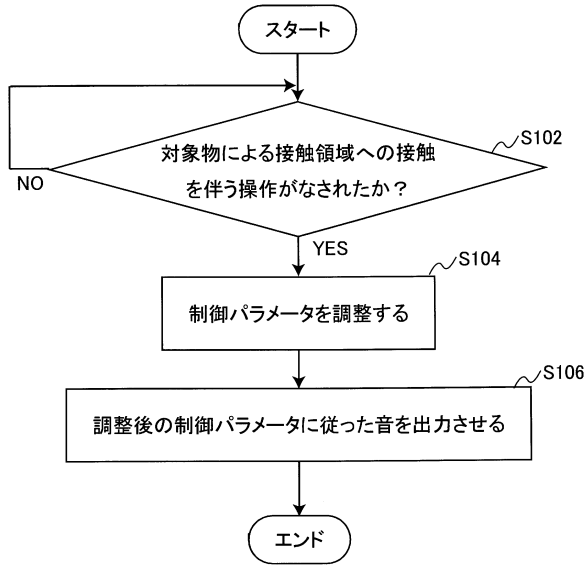 スタート
S102
対象物による接触領域への接触
を伴う操作がなされたか？
NO
YES
S104
制御パラメータを調整する
S106
調整後の制御パラメータに従った音を出力させる
エンド